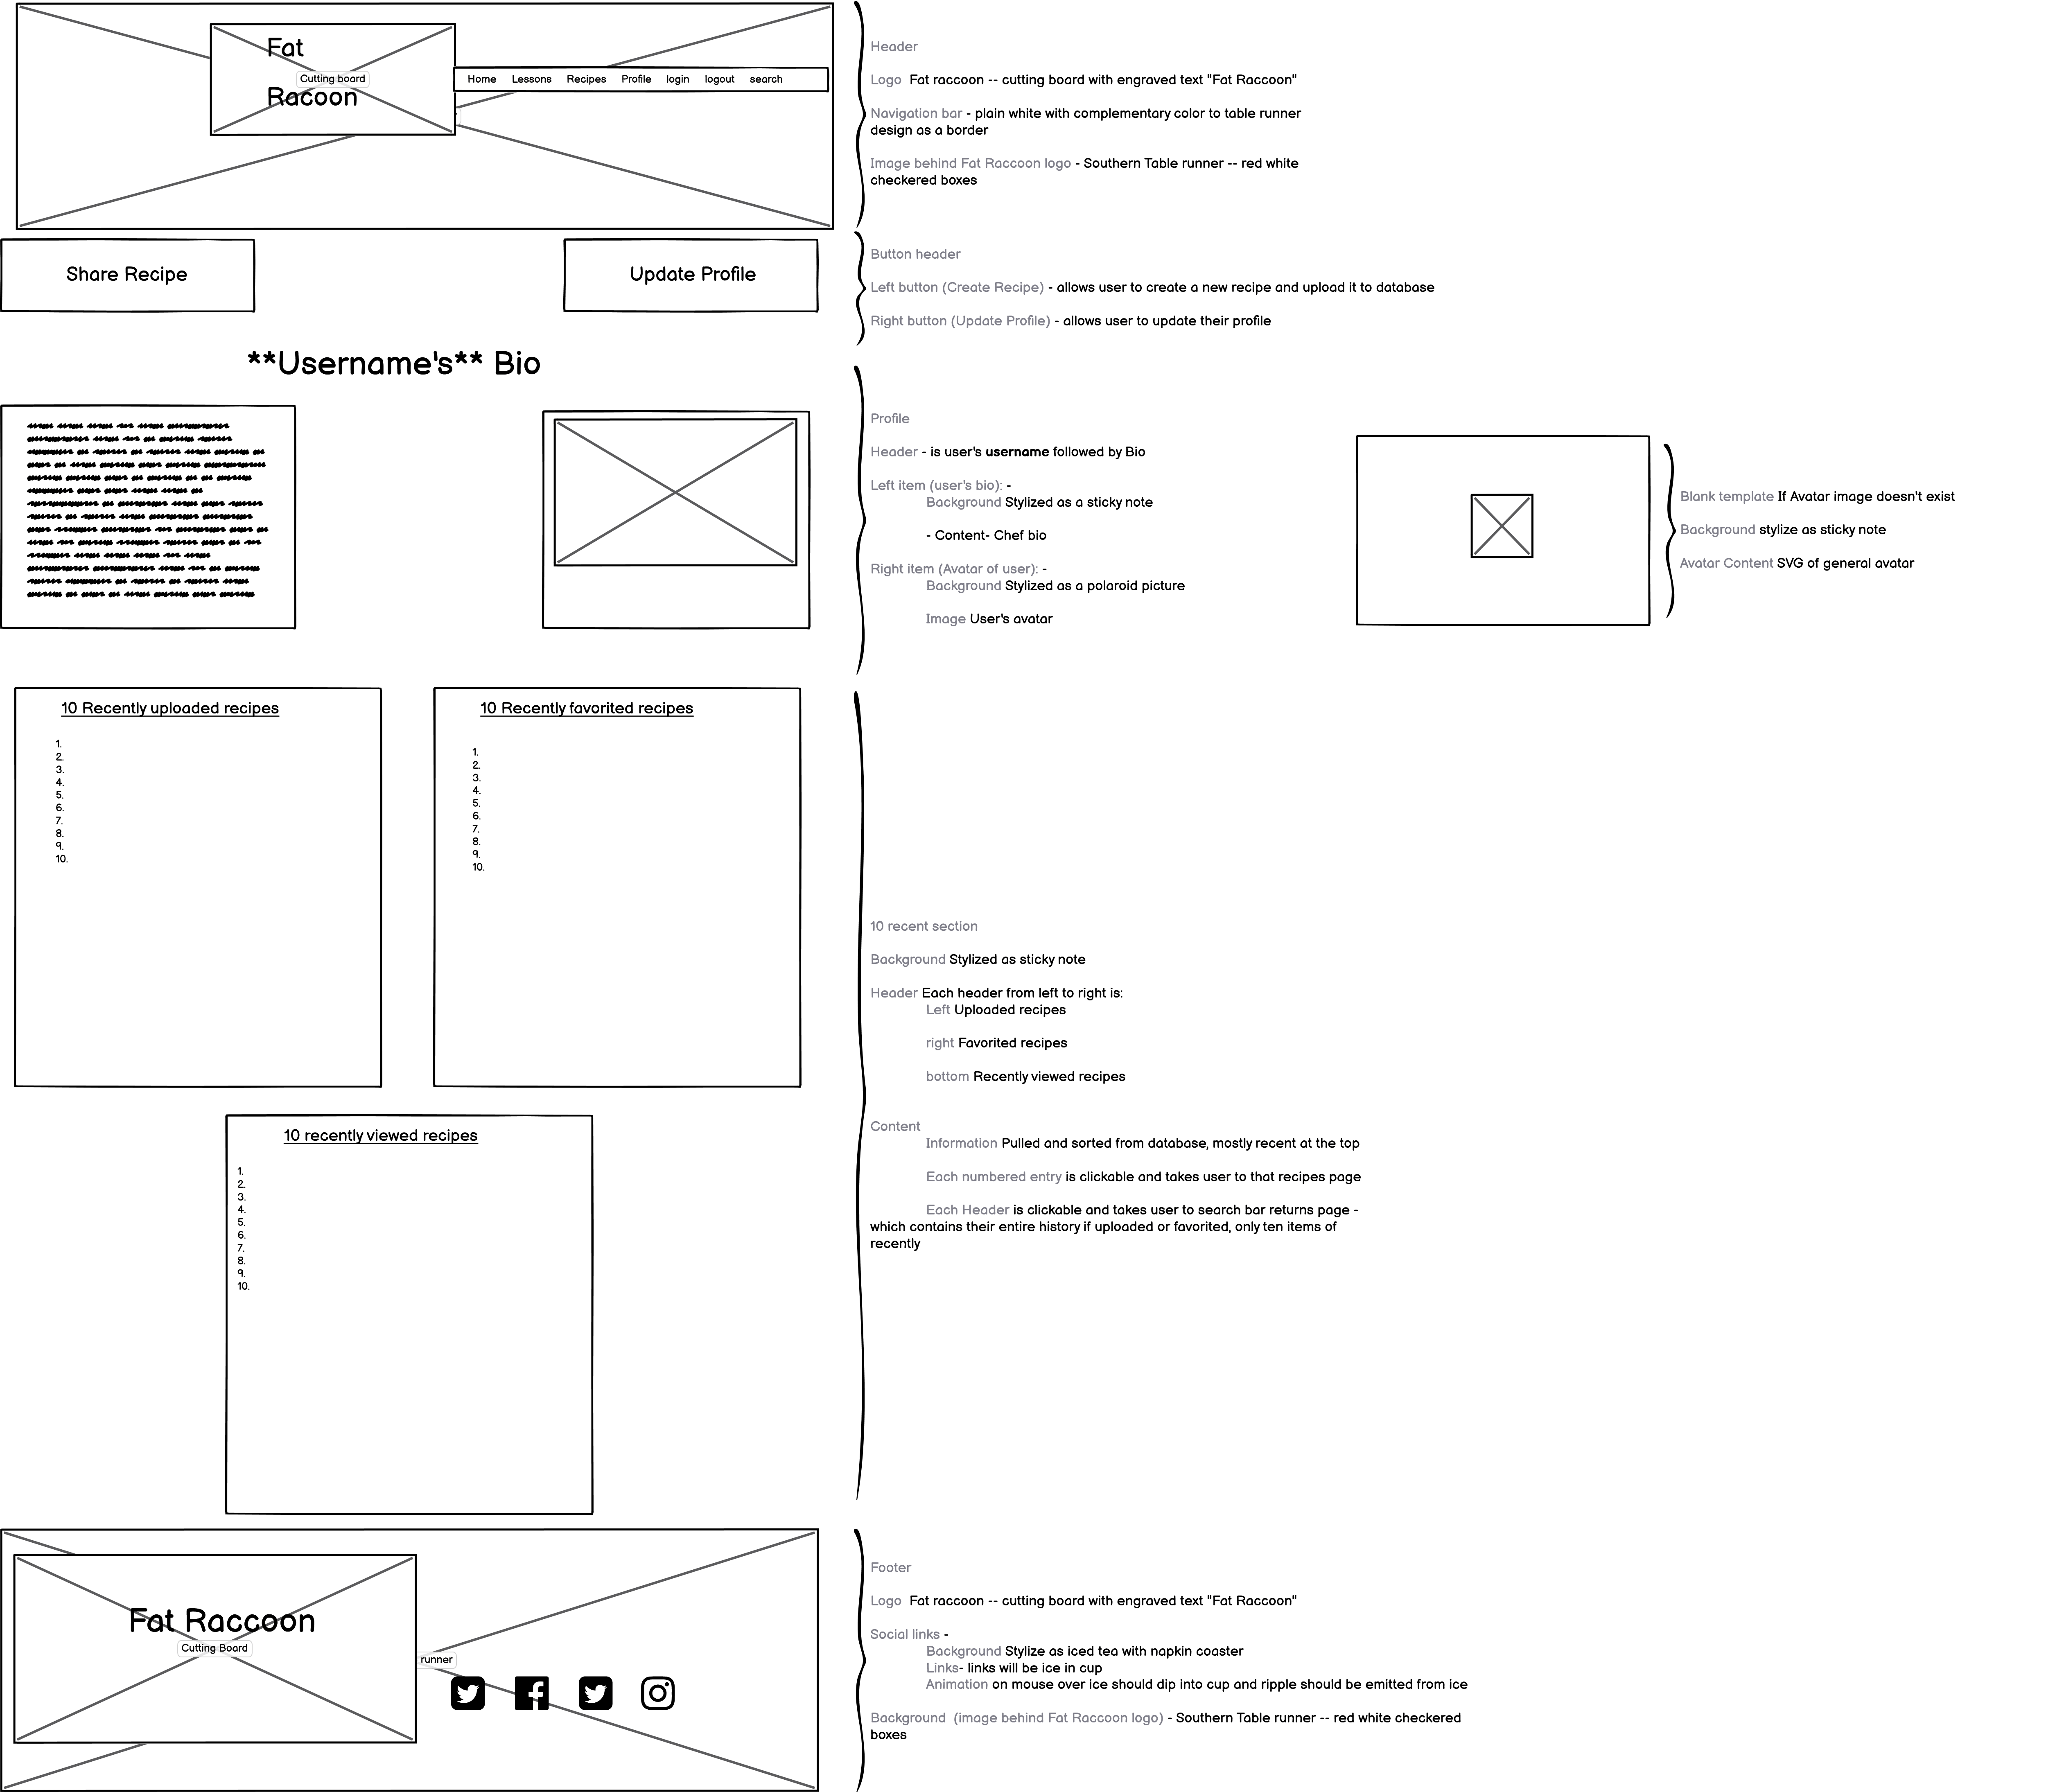 Fat
Cutting board
Racoon
Home Lessons Recipes Profile login logout search
Header
Logo Fat raccoon -- cutting board with engraved text "Fat Raccoon"
Navigation bar - plain white with complementary color to table runner
design as a border
Image behind Fat Raccoon logo - Southern Table runner -- red white
checkered boxes
Share Recipe
Update Profile
Button header
Left button (Create Recipe) - allows user to create a new recipe and upload it to database
Right button (Update Profile) - allows user to update their profile
**Username's** Bio
Profile
Header - is user's username followed by Bio
Left item (user's bio): -
Background Stylized as a sticky note
- Content- Chef bio
Right item (Avatar of user): -
Background Stylized as a polaroid picture
Image User's avatar
Blank template If Avatar image doesn't exist
Background stylize as sticky note
Avatar Content SVG of general avatar
10 Recently uploaded recipes
1.
2.
3.
4.
5.
6.
7.
8.
9.
10.
10 Recently favorited recipes
1.
2.
3.
4.
5.
6.
7.
8.
9.
10.
10 recently viewed recipes
1.
2.
3.
4.
5.
6.
7.
8.
9.
10.
10 recent section
Background Stylized as sticky note
Header Each header from left to right is:
Left Uploaded recipes
right Favorited recipes
bottom Recently viewed recipes
Content
Information Pulled and sorted from database, mostly recent at the top
Each numbered entry is clickable and takes user to that recipes page
Each Header is clickable and takes user to search bar returns page -
which contains their entire history if uploaded or favorited, only ten items of
recently
Fat Raccoon
Cutting Board
runner
Footer
Logo Fat raccoon -- cutting board with engraved text "Fat Raccoon"
Social links -
Background Stylize as iced tea with napkin coaster
Links- links will be ice in cup
Animation on mouse over ice should dip into cup and ripple should be emitted from ice
Background (image behind Fat Raccoon logo) - Southern Table runner -- red white checkered
boxes